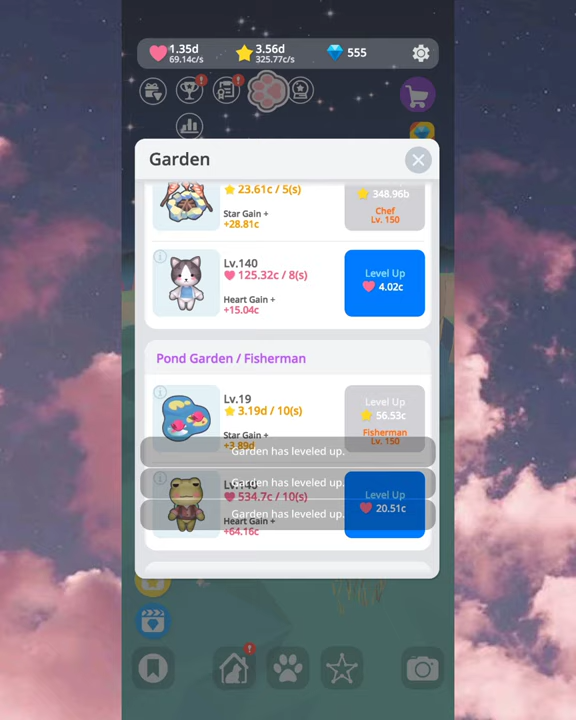 1.35d
69.14c/s
3.56d
325.77c/s
555
Garden
23.61c / 5(s)
Star Gain +
+28.81c
348.96b
Chef
Lv. 150
Lv.140
125.32c / 8(s)
Heart Gain +
+15.04c
Level Up
4.02c
Pond Garden / Fisherman
Lv.19
3.19d / 10(s)
Star Gain +
+3.89d
Level Up
56.53c
Fisherman
Lv. 150
Garden has leveled up.
Garden has leveled up.
534.7c / 10(s)
Level Up
20.51c
Garden has leveled up.
Heart Gain +
+64.16c